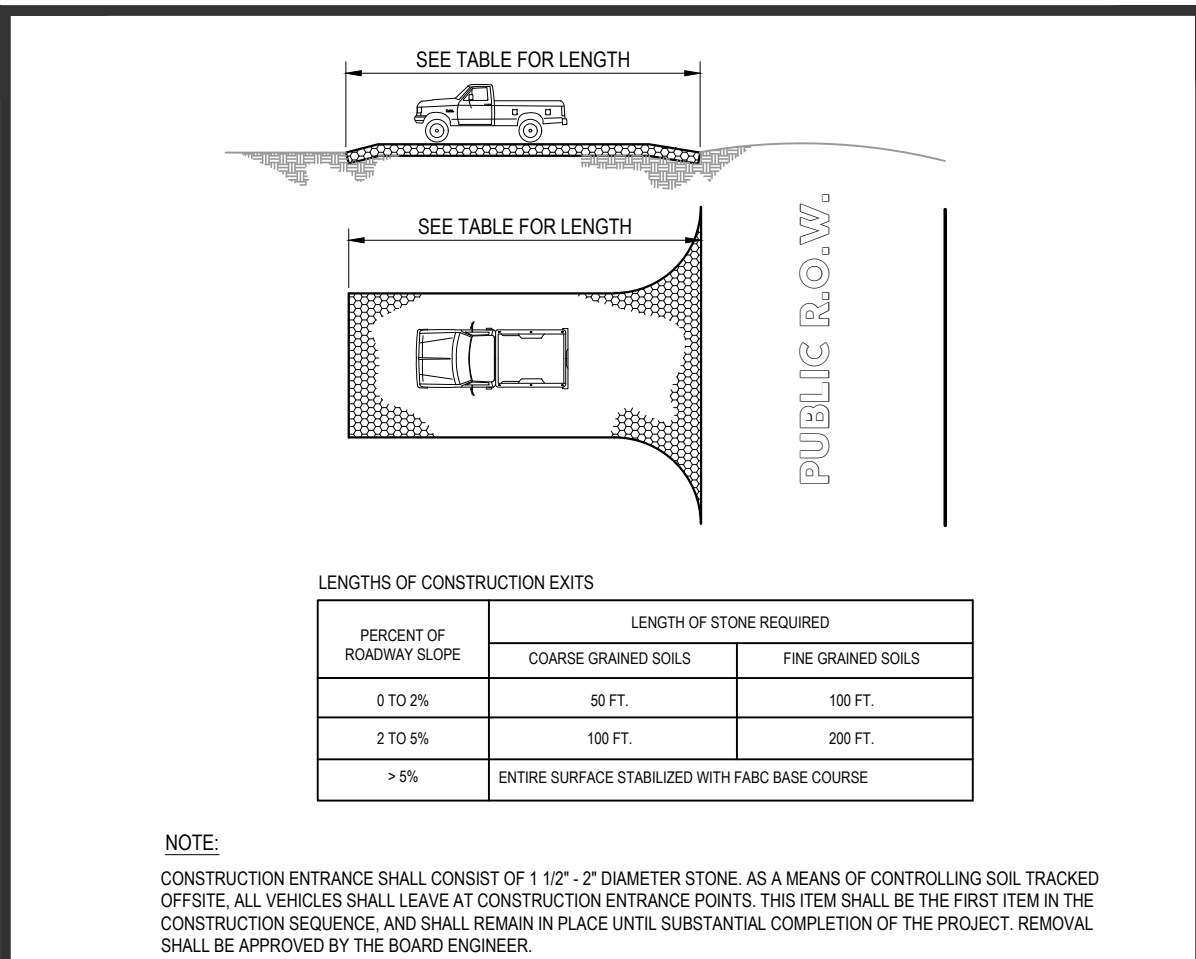 SEE TABLE FOR LENGTH
SEE TABLE FOR LENGTH
PUBLIC R.O.W.
LENGTHS OF CONSTRUCTION EXITS
PERCENT OF
ROADWAY SLOPE
LENGTH OF STONE REQUIRED
COARSE GRAINED SOILS
FINE GRAINED SOILS
0 TO 2%
50 FT.
100 FT.
2 TO 5%
100 FT.
200 FT.
> 5%
ENTIRE SURFACE STABILIZED WITH FABC BASE COURSE
NOTE:
CONSTRUCTION ENTRANCE SHALL CONSIST OF 1 1/2" - 2" DIAMETER STONE. AS A MEANS OF CONTROLLING SOIL TRACKED
OFFSITE, ALL VEHICLES SHALL LEAVE AT CONSTRUCTION ENTRANCE POINTS. THIS ITEM SHALL BE THE FIRST ITEM IN THE
CONSTRUCTION SEQUENCE, AND SHALL REMAIN IN PLACE UNTIL SUBSTANTIAL COMPLETION OF THE PROJECT. REMOVAL
SHALL BE APPROVED BY THE BOARD ENGINEER.